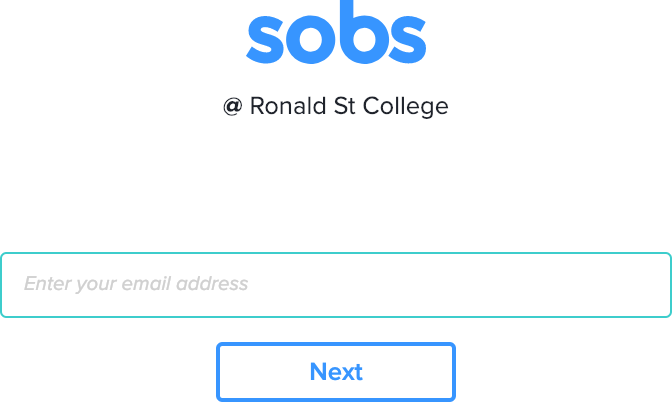 sobs
@ Ronald St College
Enter your email address
Next